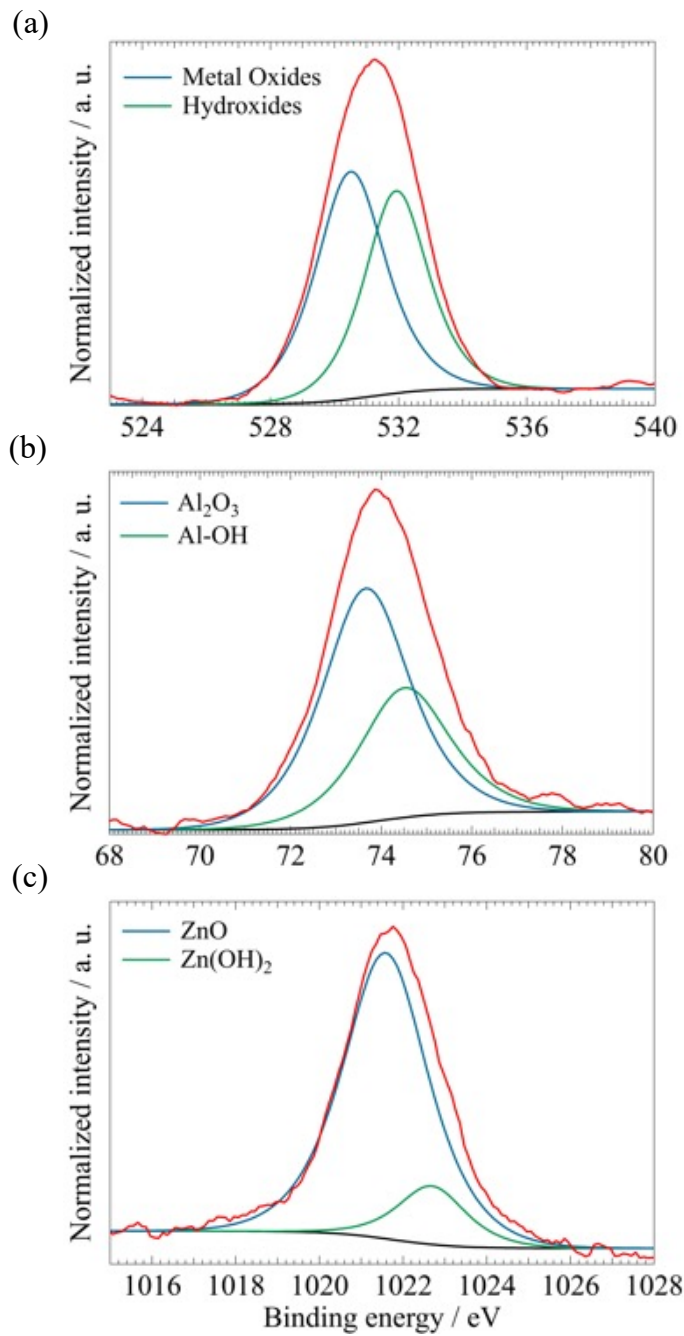 (a)
Metal Oxides
Hydroxides
Normalized intensity / a. u.
524 528 532 536 540
(b)
Al₂O₃
Al-OH
Normalized intensity / a. u.
68 70 72 74 75 76 78 80
(c)
ZnO
Zn(OH)₂
Normalized intensity / a. u.
1016 1018 1020 1022 1024 1026 1028
Binding energy / eV